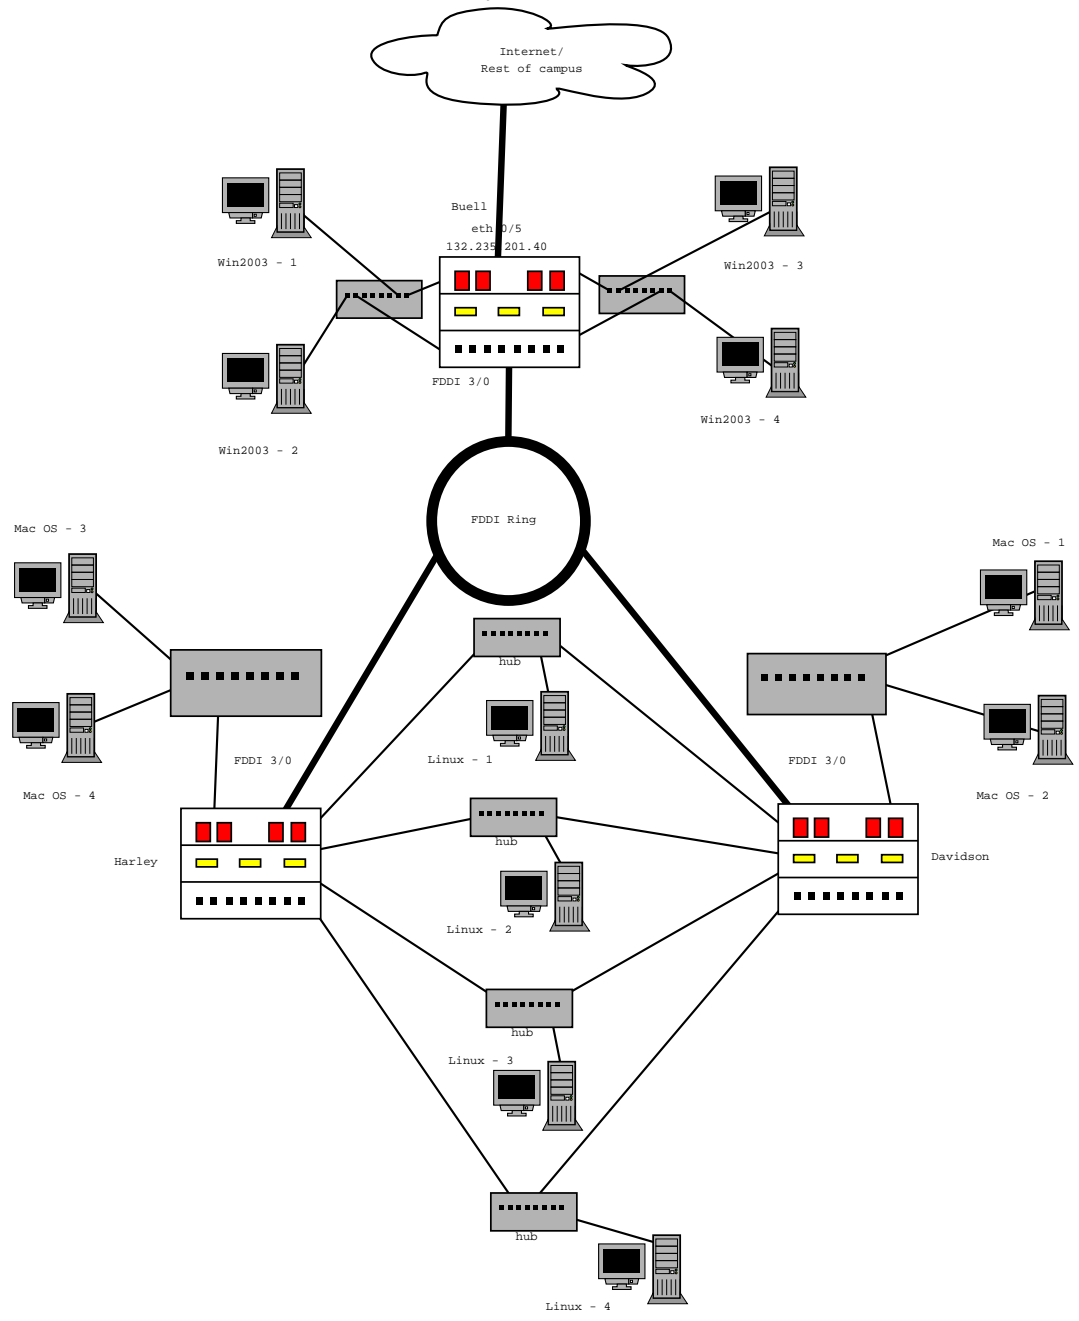 Internet/
Rest of campus
Buell
eth 0/5
132.235.201.40
Win2003 - 1
Win2003 - 3
FDDI 3/0
Win2003 - 2
Win2003 - 4
FDDI Ring
Mac OS - 3
Mac OS - 1
hub
Linux - 1
FDDI 3/0
FDDI 3/0
Mac OS - 4
Mac OS - 2
hub
Harley
Davidson
Linux - 2
hub
Linux - 3
hub
Linux - 4